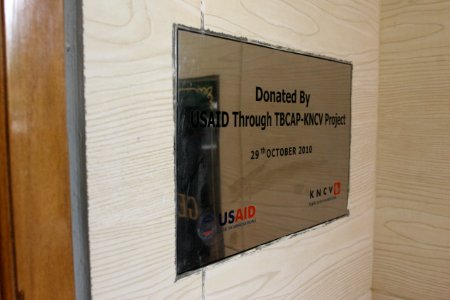 Donated By
USAID Through TBCAP-KNCV Project
29th OCTOBER 2010
USAID
KNCV